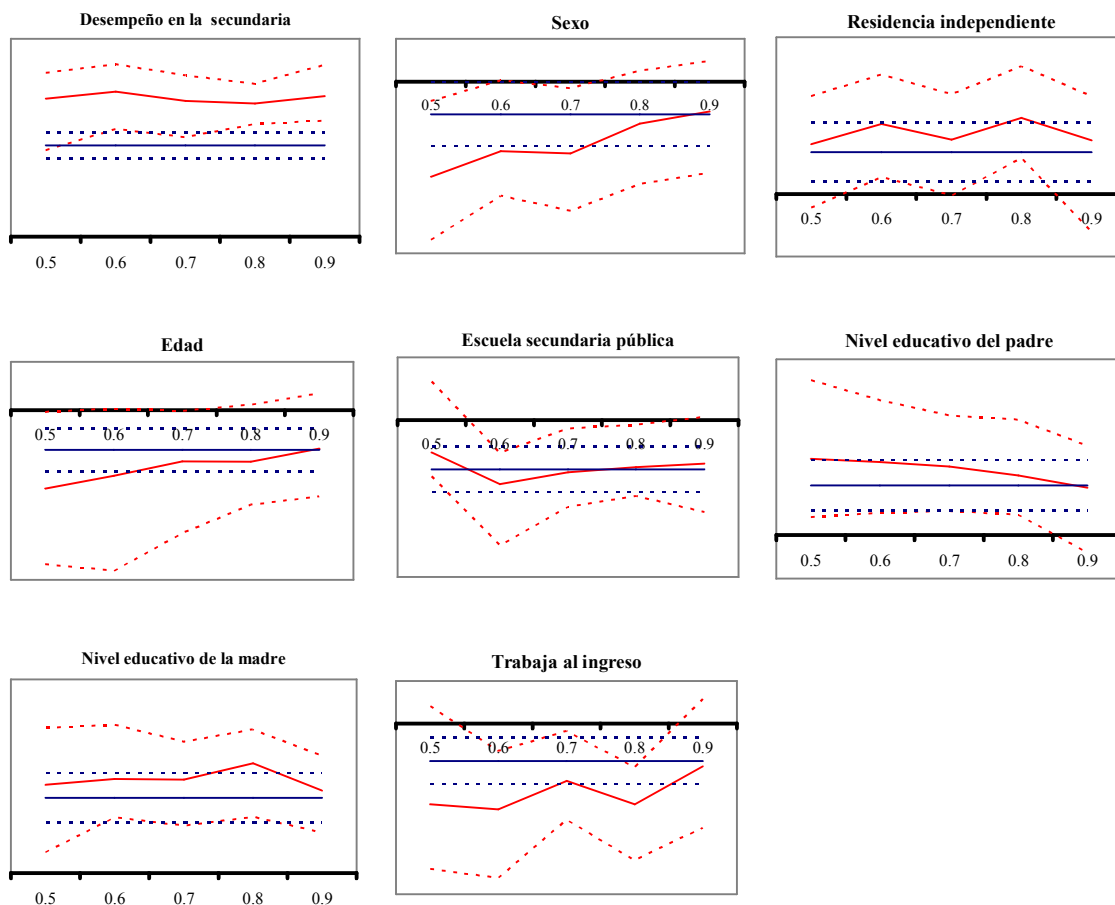 Desempeño en la secundaria
0.5 0.6 0.7 0.8 0.9
Sexo
0.5 0.6 0.7 0.8 0.9
Residencia independiente
0.5 0.6 0.7 0.8 0.9
Edad
0.5 0.6 0.7 0.8 0.9
Escuela secundaria pública
0.5 0.6 0.7 0.8 0.9
Nivel educativo del padre
0.5 0.6 0.7 0.8 0.9
Nivel educativo de la madre
0.5 0.6 0.7 0.8 0.9
Trabaja al ingreso
0.5 0.6 0.7 0.8 0.9